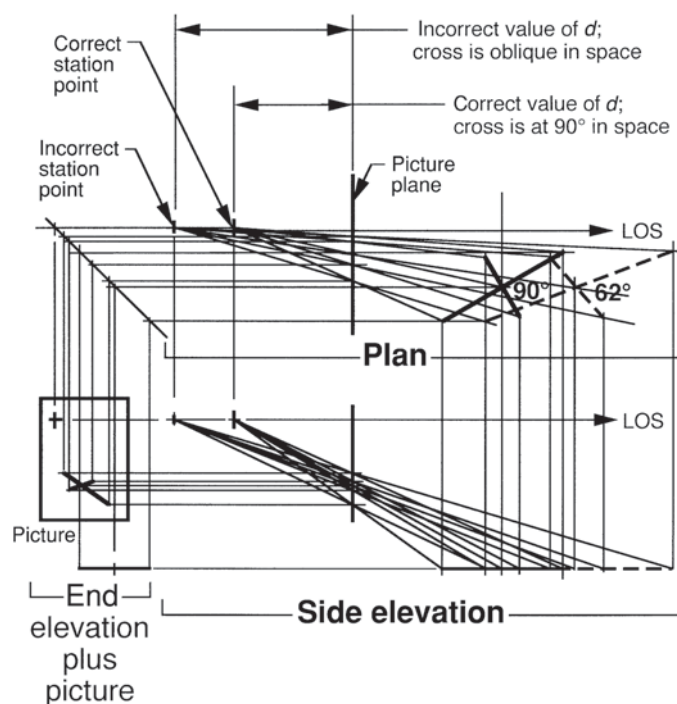 Incorrect value of d;
cross is oblique in space
Correct
station
point
Correct value of d;
cross is at 90° in space
Incorrect
station
point
Picture
plane
LOS
90°
62°
Plan
LOS
Picture
End
elevation
plus
picture
Side elevation